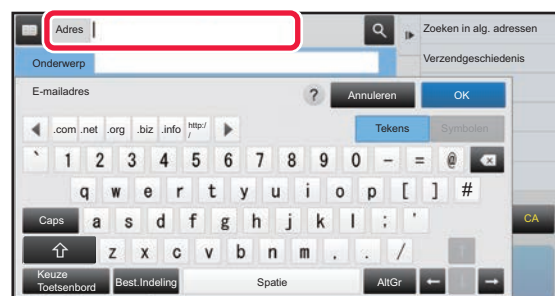 Adres
Zoeken in alg. adressen
Onderwerp
Verzendgeschiedenis
E-mailadres
? Annuleren OK
.com .net .org .biz .info http:/
/
Tekens Symbolen
` 1 2 3 4 5 6 7 8 9 0 - = @
q w e r t y u i o p [ ] #
Caps a s d f g h j k l ; '
CA
z x c v b n m . . /
Keuze
Toetsenbord Best.Indeling Spatie AltGr